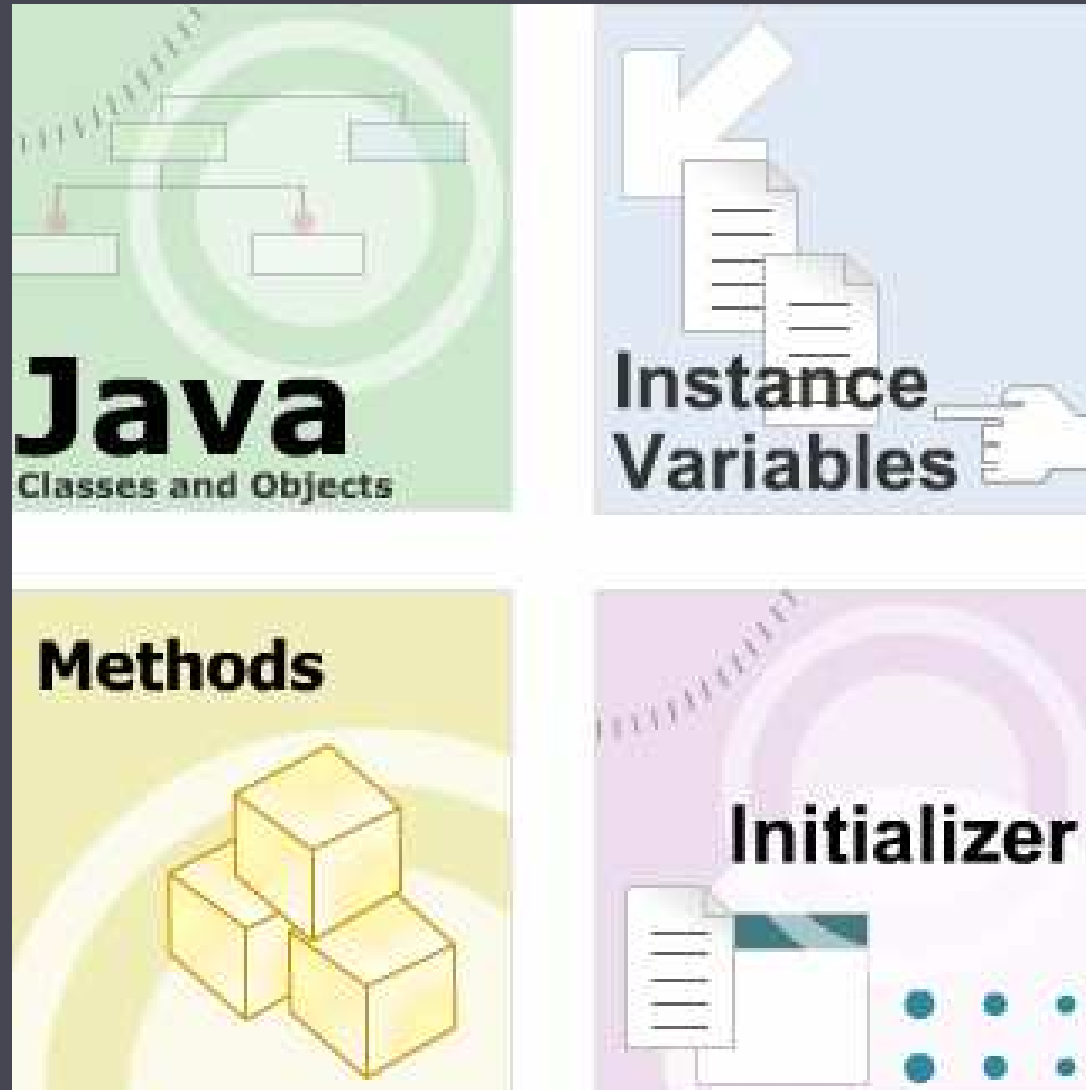 Java
Classes and Objects
Instance
Variables
Methods
Initializer